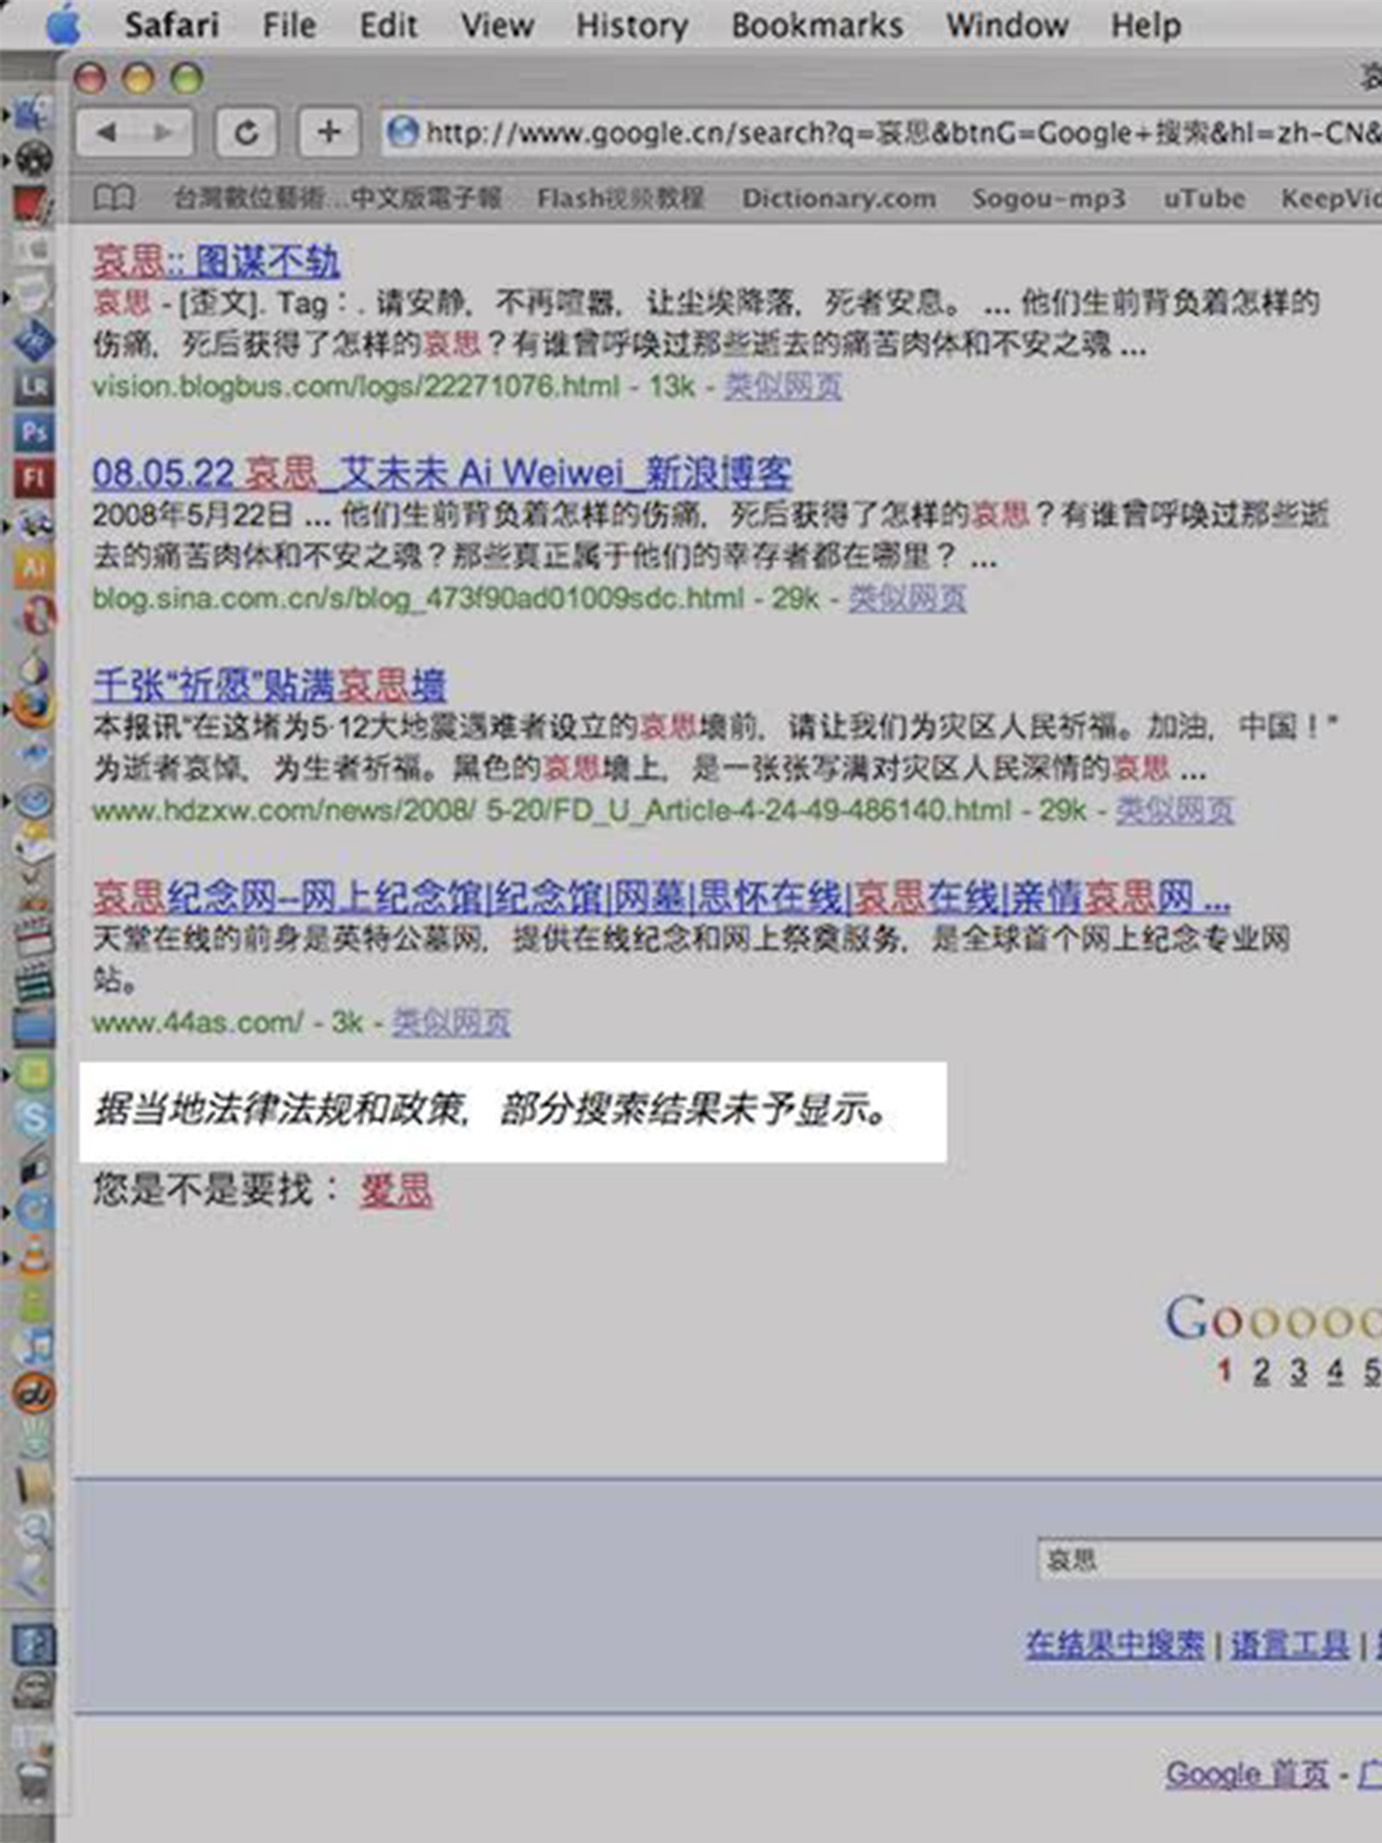 Safari File Edit View History Bookmarks Window Help
http://www.google.cn/search?q=哀思&btnG=Google+搜索&hl=zh-CN&
台灣數位藝術...中文版電子報 Flash视频教程 Dictionary.com Sogou-mp3 uTube KeepVid
哀思:: 图谋不轨
哀思 - [歪文]. Tag：. 请安静，不再喧嚣，让尘埃降落，死者安息。 ... 他们生前背负着怎样的
伤痛，死后获得了怎样的哀思？有谁曾呼唤过那些逝去的痛苦肉体和不安之魂 ...
vision.blogbus.com/logs/22271076.html - 13k - 类似网页
08.05.22 哀思_艾未未 Ai Weiwei_新浪博客
2008年5月22日 ... 他们生前背负着怎样的伤痛，死后获得了怎样的哀思？有谁曾呼唤过那些逝
去的痛苦肉体和不安之魂？那些真正属于他们的幸存者都在哪里？ ...
blog.sina.com.cn/s/blog_473f90ad01009sdc.html - 29k - 类似网页
千张“祈愿”贴满哀思墙
本报讯“在这堵为5·12大地震遇难者设立的哀思墙前，请让我们为灾区人民祈福。加油，中国！”
为逝者哀悼，为生者祈福。黑色的哀思墙上，是一张张写满对灾区人民深情的哀思 ...
www.hdzxw.com/news/2008/ 5-20/FD_U_Article-4-24-49-486140.html - 29k - 类似网页
哀思纪念网–网上纪念馆|纪念馆|网墓|思怀在线|哀思在线|亲情哀思网 ...
天堂在线的前身是英特公墓网，提供在线纪念和网上祭奠服务，是全球首个网上纪念专业网
站。
www.44as.com/ - 3k - 类似网页
据当地法律法规和政策，部分搜索结果未予显示。
您是不是要找： 愛思
Gooooo
1 2 3 4 5
哀思
在结果中搜索 | 语言工具 |
Google 首页 -
LR
Ps
Fl
Ai
S